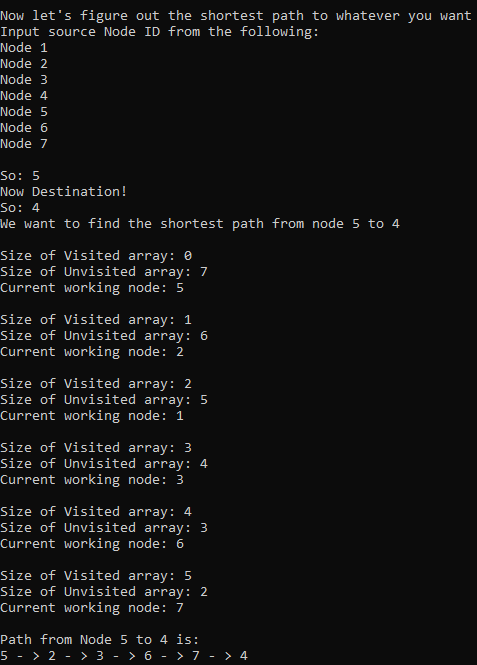 Now let's figure out the shortest path to whatever you want
Input source Node ID from the following:
Node 1
Node 2
Node 3
Node 4
Node 5
Node 6
Node 7

So: 5
Now Destination!
So: 4
We want to find the shortest path from node 5 to 4

Size of Visited array: 0
Size of Unvisited array: 7
Current working node: 5

Size of Visited array: 1
Size of Unvisited array: 6
Current working node: 2

Size of Visited array: 2
Size of Unvisited array: 5
Current working node: 1

Size of Visited array: 3
Size of Unvisited array: 4
Current working node: 3

Size of Visited array: 4
Size of Unvisited array: 3
Current working node: 6

Size of Visited array: 5
Size of Unvisited array: 2
Current working node: 7

Path from Node 5 to 4 is:
5 - > 2 - > 3 - > 6 - > 7 - > 4